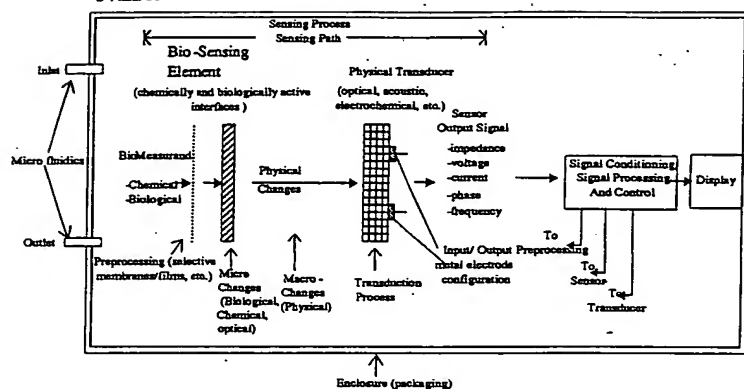 Sensing Process
Sensing Path
Bio-Sensing
Element
(chemically and biologically active
interfaces )
Physical Transducer
(optical, acoustic,
electrochemical, etc.)
Sensor
Output Signal
-impedance
-voltage
-current
-phase
-frequency
Inlet
Micro fluidics
Outlet
BioMeasurand
-Chemical
-Biological
Physical
Changes
Signal Conditioning
Signal Processing
And Control
Display
Preprocessing (selective
membranes/films, etc.)
Micro
Changes
(Biological,
Chemical,
optical)
Macro -
Changes
(Physical)
Transduction
Process
Input/ Output
metal electrode
configuration
To
Preprocessing
To
Sensor
To
Transducer
Enclosure (packaging)